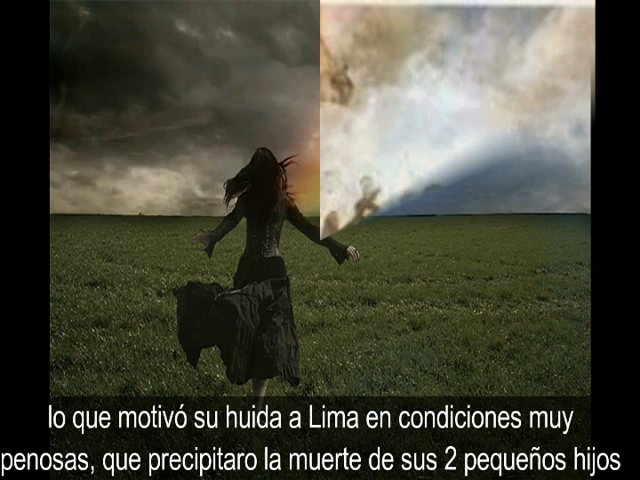 lo que motivó su huida a Lima en condiciones muy
penosas, que precipitaro la muerte de sus 2 pequeños hijos